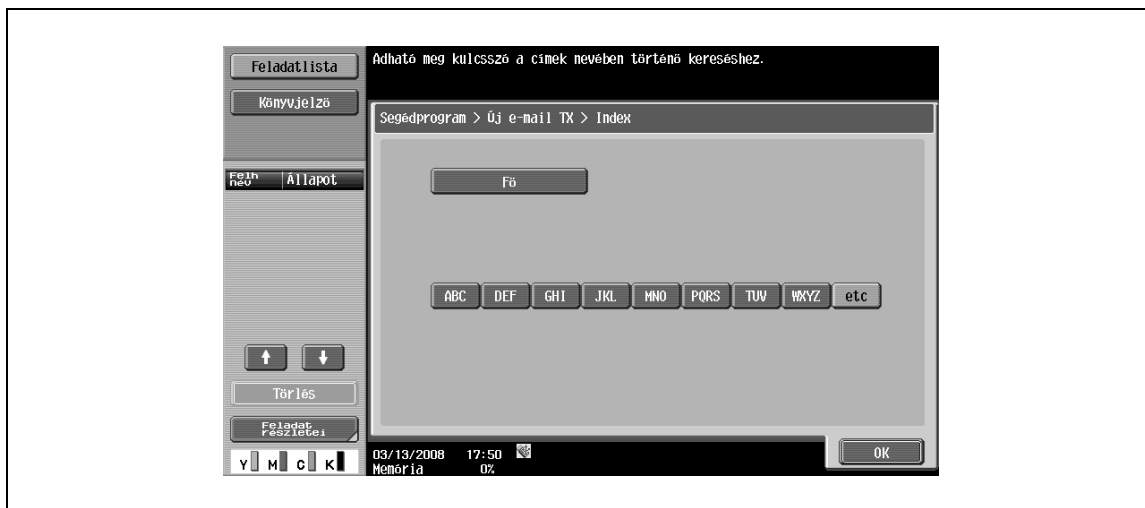 Feladatlista
Könyvjelző
Adható meg kulcsszó a címek nevében történő kereséshez.
Segédprogram > Új e-mail TX > Index
Felh név
Állapot
Fő
ABC DEF GHI JKL MNO PQRS TUV WXYZ etc
Törlés
Feladat
részletei
Y M C K
03/13/2008 17:50
Memória 0%
OK